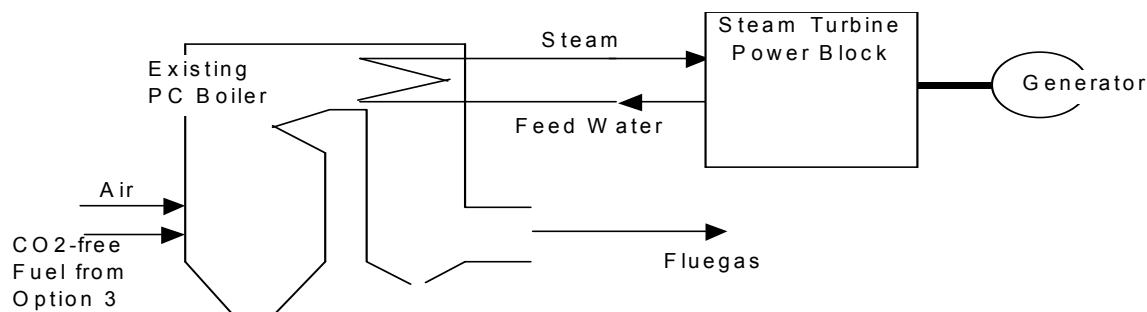 Existing
PC Boiler
Steam
Feed Water
Steam Turbine
Power Block
Generator
Air
CO2-free
Fuel from
Option 3
Fluegas